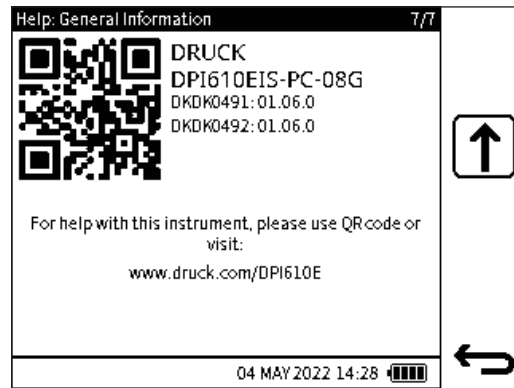 Help: General Information 7/7
DRUCK
DPI610EIS-PC-08G
DKDK0491: 01.06.0
DKDK0492: 01.06.0
For help with this instrument, please use QR code or
visit:
www.druck.com/DPI610E
04 MAY 2022 14:28